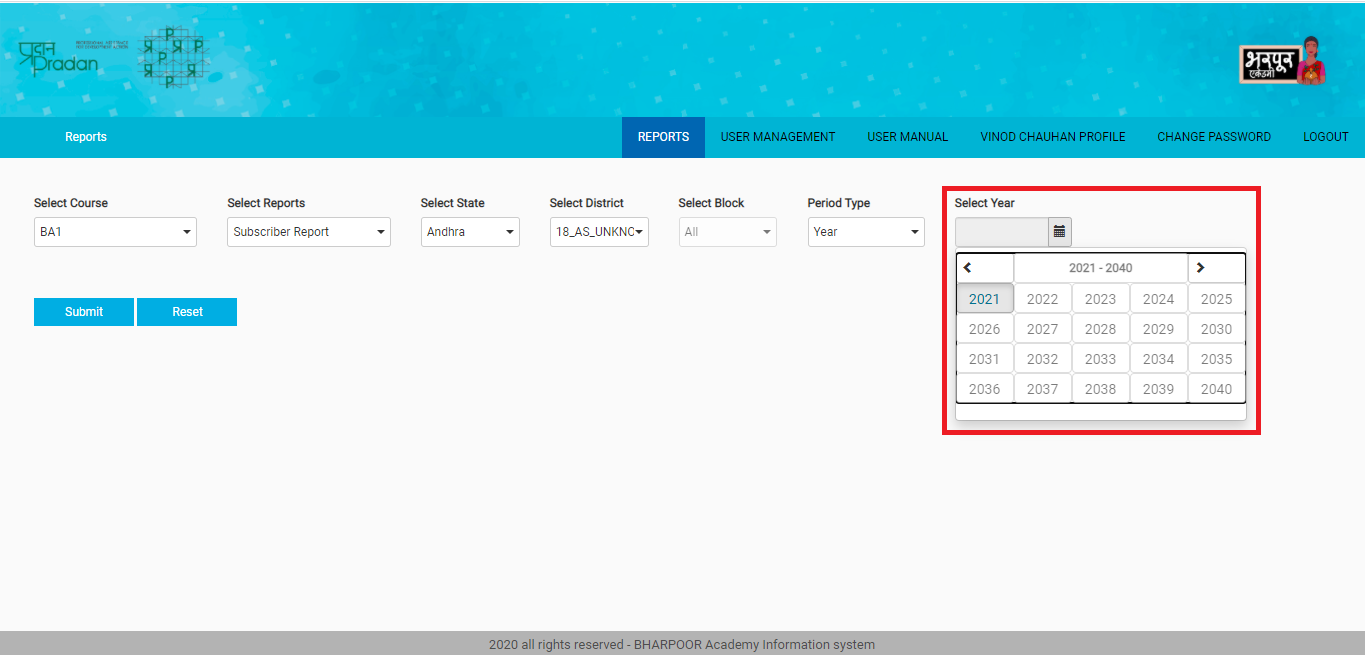 प्रदान
Pradan
PROFESSIONAL ASSISTANCE
FOR DEVELOPMENT ACTION
भरपूर
एकेडमी
Reports
REPORTS
USER MANAGEMENT
USER MANUAL
VINOD CHAUHAN PROFILE
CHANGE PASSWORD
LOGOUT
Select Course
Select Reports
Select State
Select District
Select Block
Period Type
Select Year
BA1
Subscriber Report
Andhra
18_AS_UNKNO
All
Year
2021 - 2040
2021 2022 2023 2024 2025
2026 2027 2028 2029 2030
2031 2032 2033 2034 2035
2036 2037 2038 2039 2040
Submit
Reset
2020 all rights reserved - BHARPOOR Academy Information system